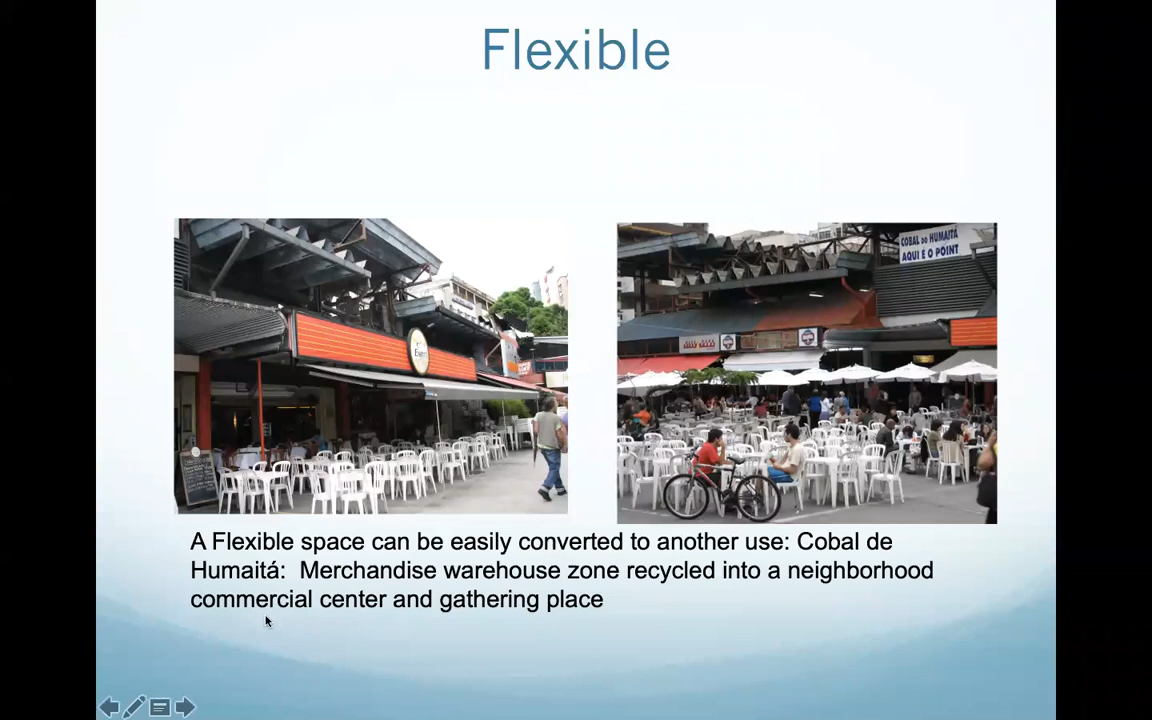 Flexible
COBAL DO HUMAITÁ
AQUI É O POINT
A Flexible space can be easily converted to another use: Cobal de
Humaitá:  Merchandise warehouse zone recycled into a neighborhood
commercial center and gathering place